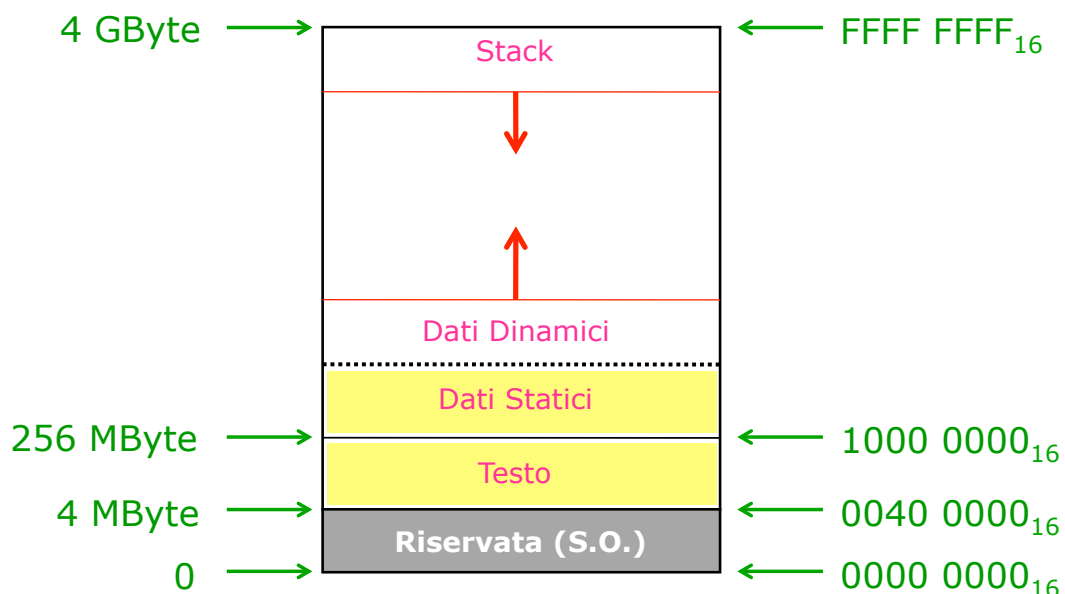 4 GByte
FFFF FFFF₁₆
Stack
Dati Dinamici
Dati Statici
256 MByte
1000 0000₁₆
Testo
4 MByte
0040 0000₁₆
Riservata (S.O.)
0
0000 0000₁₆